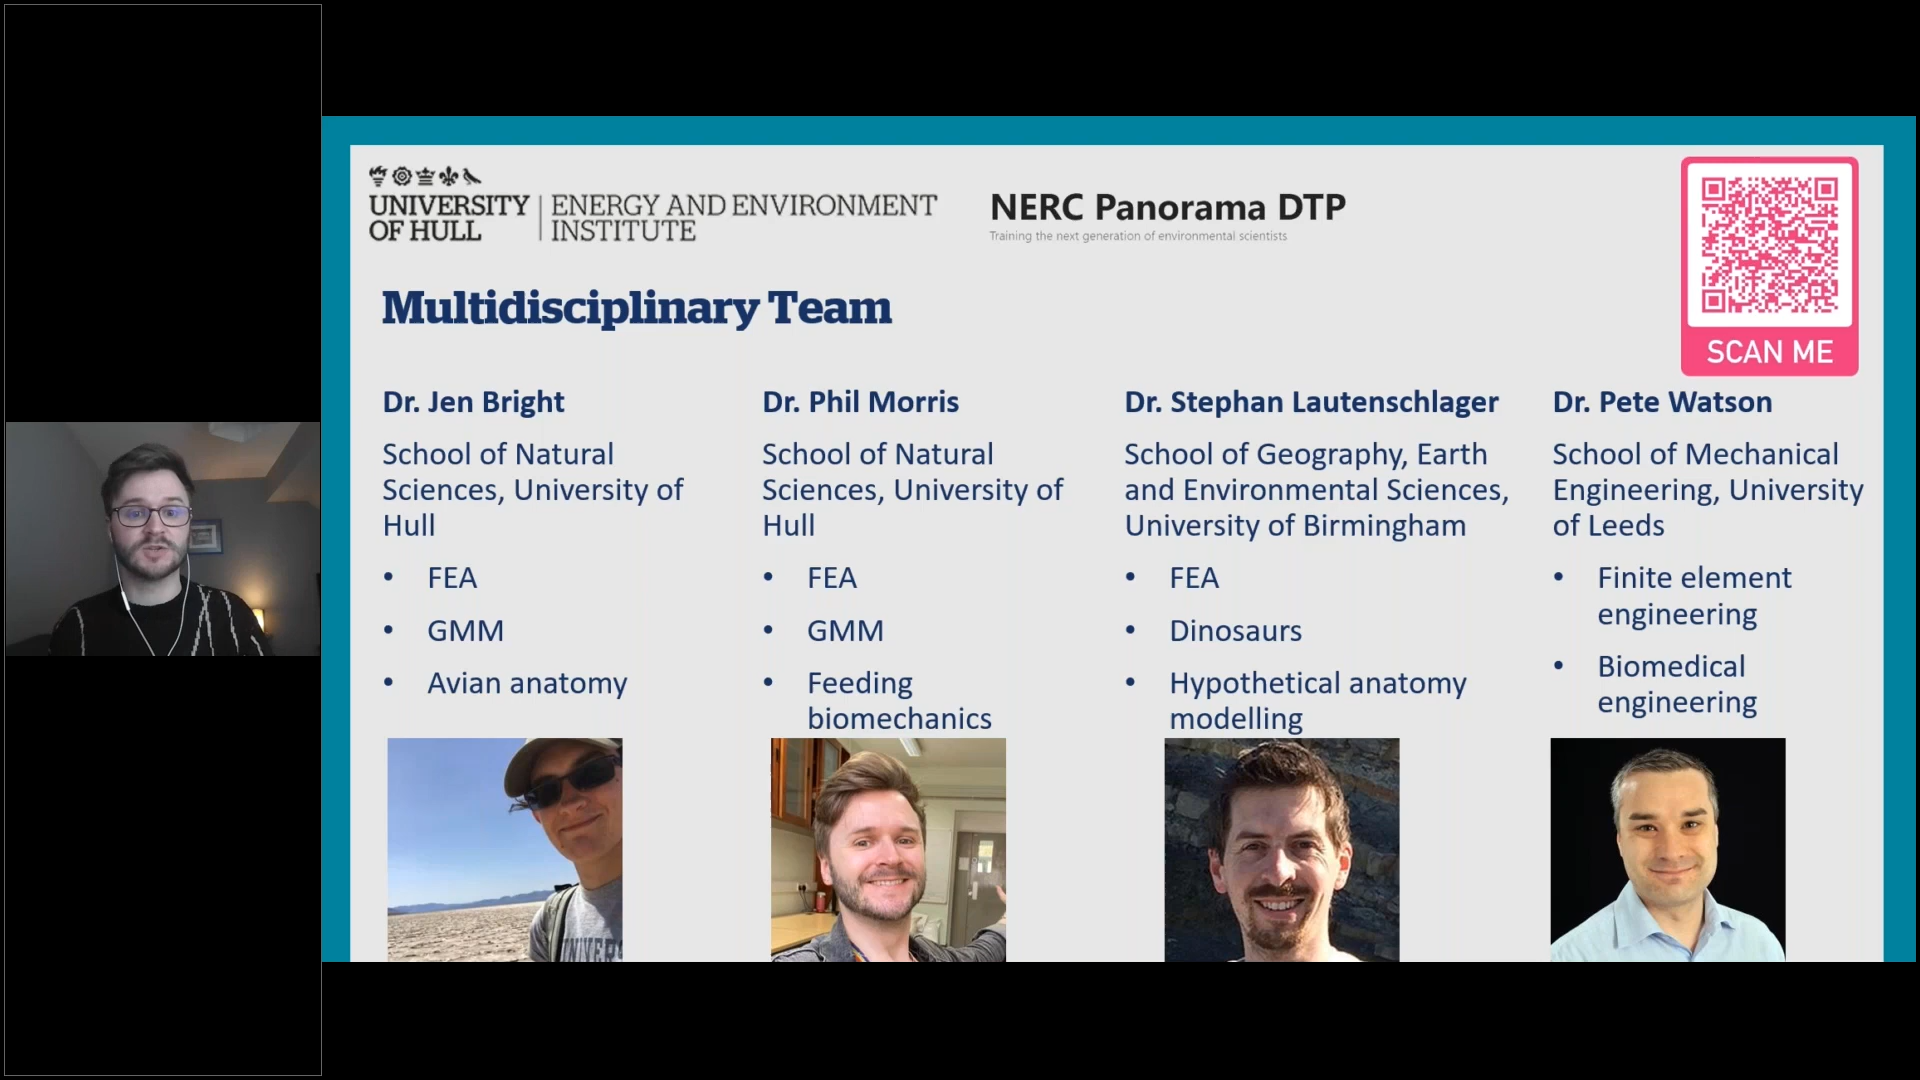 UNIVERSITY
OF HULL
ENERGY AND ENVIRONMENT
INSTITUTE
NERC Panorama DTP
Training the next generation of environmental scientists
SCAN ME
Multidisciplinary Team
Dr. Jen Bright
School of Natural
Sciences, University of
Hull
• FEA
• GMM
• Avian anatomy
Dr. Phil Morris
School of Natural
Sciences, University of
Hull
• FEA
• GMM
• Feeding
biomechanics
Dr. Stephan Lautenschlager
School of Geography, Earth
and Environmental Sciences,
University of Birmingham
• FEA
• Dinosaurs
• Hypothetical anatomy
modelling
Dr. Pete Watson
School of Mechanical
Engineering, University
of Leeds
• Finite element
engineering
• Biomedical
engineering